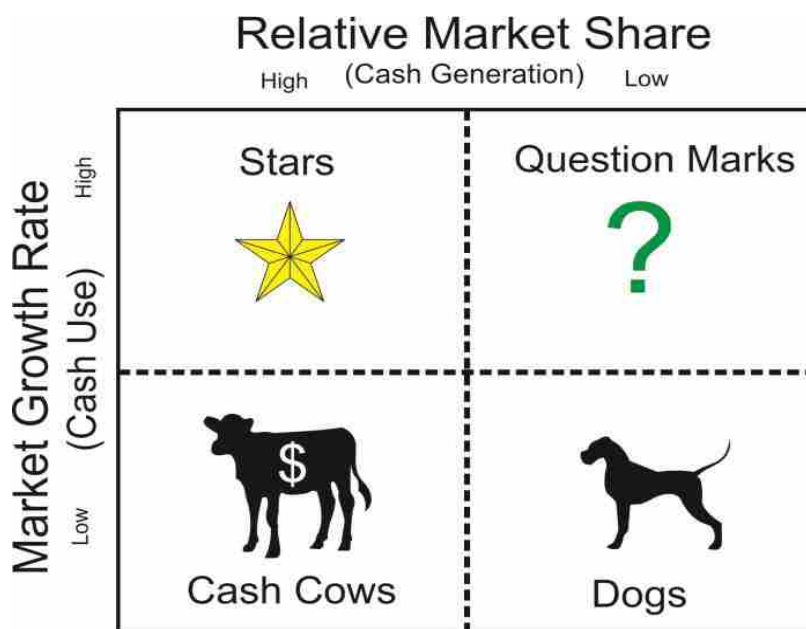 Relative Market Share
High (Cash Generation) Low
Market Growth Rate
(Cash Use)
High
Low
Stars
Question Marks
?
$
Cash Cows
Dogs